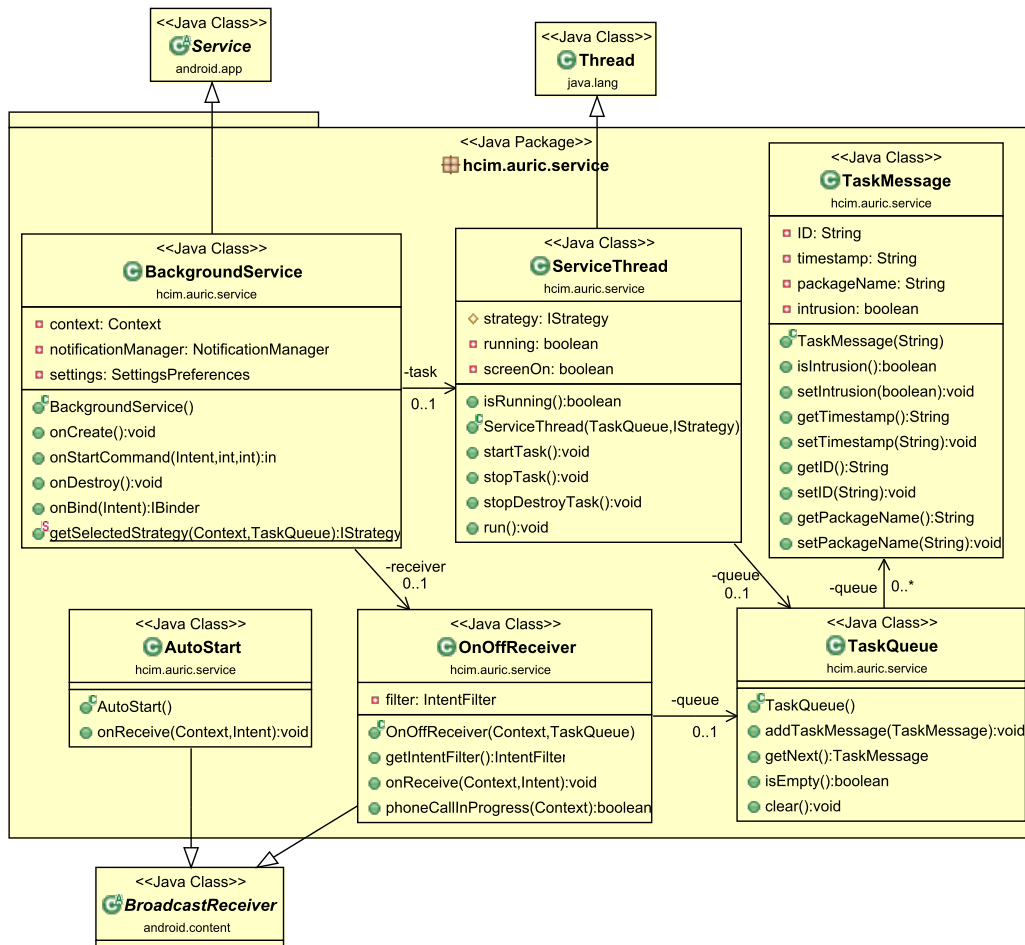 <<Java Class>>
Service
android.app
<<Java Class>>
Thread
java.lang
<<Java Package>>
hcim.auric.service
<<Java Class>>
TaskMessage
hcim.auric.service
ID: String
timestamp: String
packageName: String
intrusion: boolean
TaskMessage(String)
isIntrusion():boolean
setIntrusion(boolean):void
getTimestamp():String
setTimestamp(String):void
getID():String
setID(String):void
getPackageName():String
setPackageName(String):void
<<Java Class>>
BackgroundService
hcim.auric.service
context: Context
notificationManager: NotificationManager
settings: SettingsPreferences
BackgroundService()
onCreate():void
onStartCommand(Intent,int,int):in
onDestroy():void
onBind(Intent):IBinder
getSelectedStrategy(Context,TaskQueue):IStrategy
-task
0..1
<<Java Class>>
ServiceThread
hcim.auric.service
strategy: IStrategy
running: boolean
screenOn: boolean
isRunning():boolean
ServiceThread(TaskQueue,IStrategy)
startTask():void
stopTask():void
stopDestroyTask():void
run():void
-receiver
0..1
-queue
0..1
-queue
0..*
<<Java Class>>
AutoStart
hcim.auric.service
AutoStart()
onReceive(Context,Intent):void
<<Java Class>>
OnOffReceiver
hcim.auric.service
filter: IntentFilter
OnOffReceiver(Context,TaskQueue)
getIntentFilter():IntentFilter
onReceive(Context,Intent):void
phoneCallInProgress(Context):boolean
-queue
0..1
<<Java Class>>
TaskQueue
hcim.auric.service
TaskQueue()
addTaskMessage(TaskMessage):void
getNext():TaskMessage
isEmpty():boolean
clear():void
<<Java Class>>
BroadcastReceiver
android.content